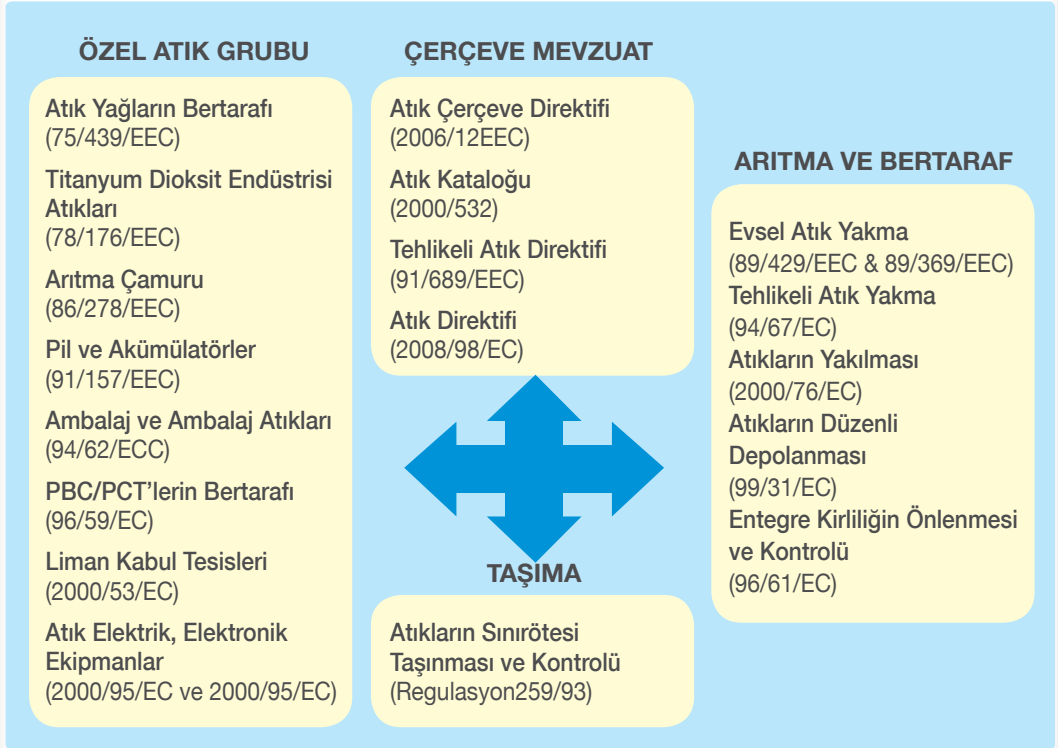 ÖZEL ATIK GRUBU
Atık Yağların Bertarafı
(75/439/EEC)
Titanyum Dioksit Endüstrisi
Atıkları
(78/176/EEC)
Arıtma Çamuru
(86/278/EEC)
Pil ve Akümülatörler
(91/157/EEC)
Ambalaj ve Ambalaj Atıkları
(94/62/ECC)
PBC/PCT’lerin Bertarafı
(96/59/EC)
Liman Kabul Tesisleri
(2000/53/EC)
Atık Elektrik, Elektronik
Ekipmanlar
(2000/95/EC ve 2000/95/EC)
ÇERÇEVE MEVZUAT
Atık Çerçeve Direktifi
(2006/12EEC)
Atık Kataloğu
(2000/532)
Tehlikeli Atık Direktifi
(91/689/EEC)
Atık Direktifi
(2008/98/EC)
TAŞIMA
Atıkların Sınırötesi
Taşınması ve Kontrolü
(Regulasyon259/93)
ARITMA VE BERTARAF
Evsel Atık Yakma
(89/429/EEC & 89/369/EEC)
Tehlikeli Atık Yakma
(94/67/EC)
Atıkların Yakılması
(2000/76/EC)
Atıkların Düzenli
Depolanması
(99/31/EC)
Entegre Kirliliğin Önlenmesi
ve Kontrolü
(96/61/EC)